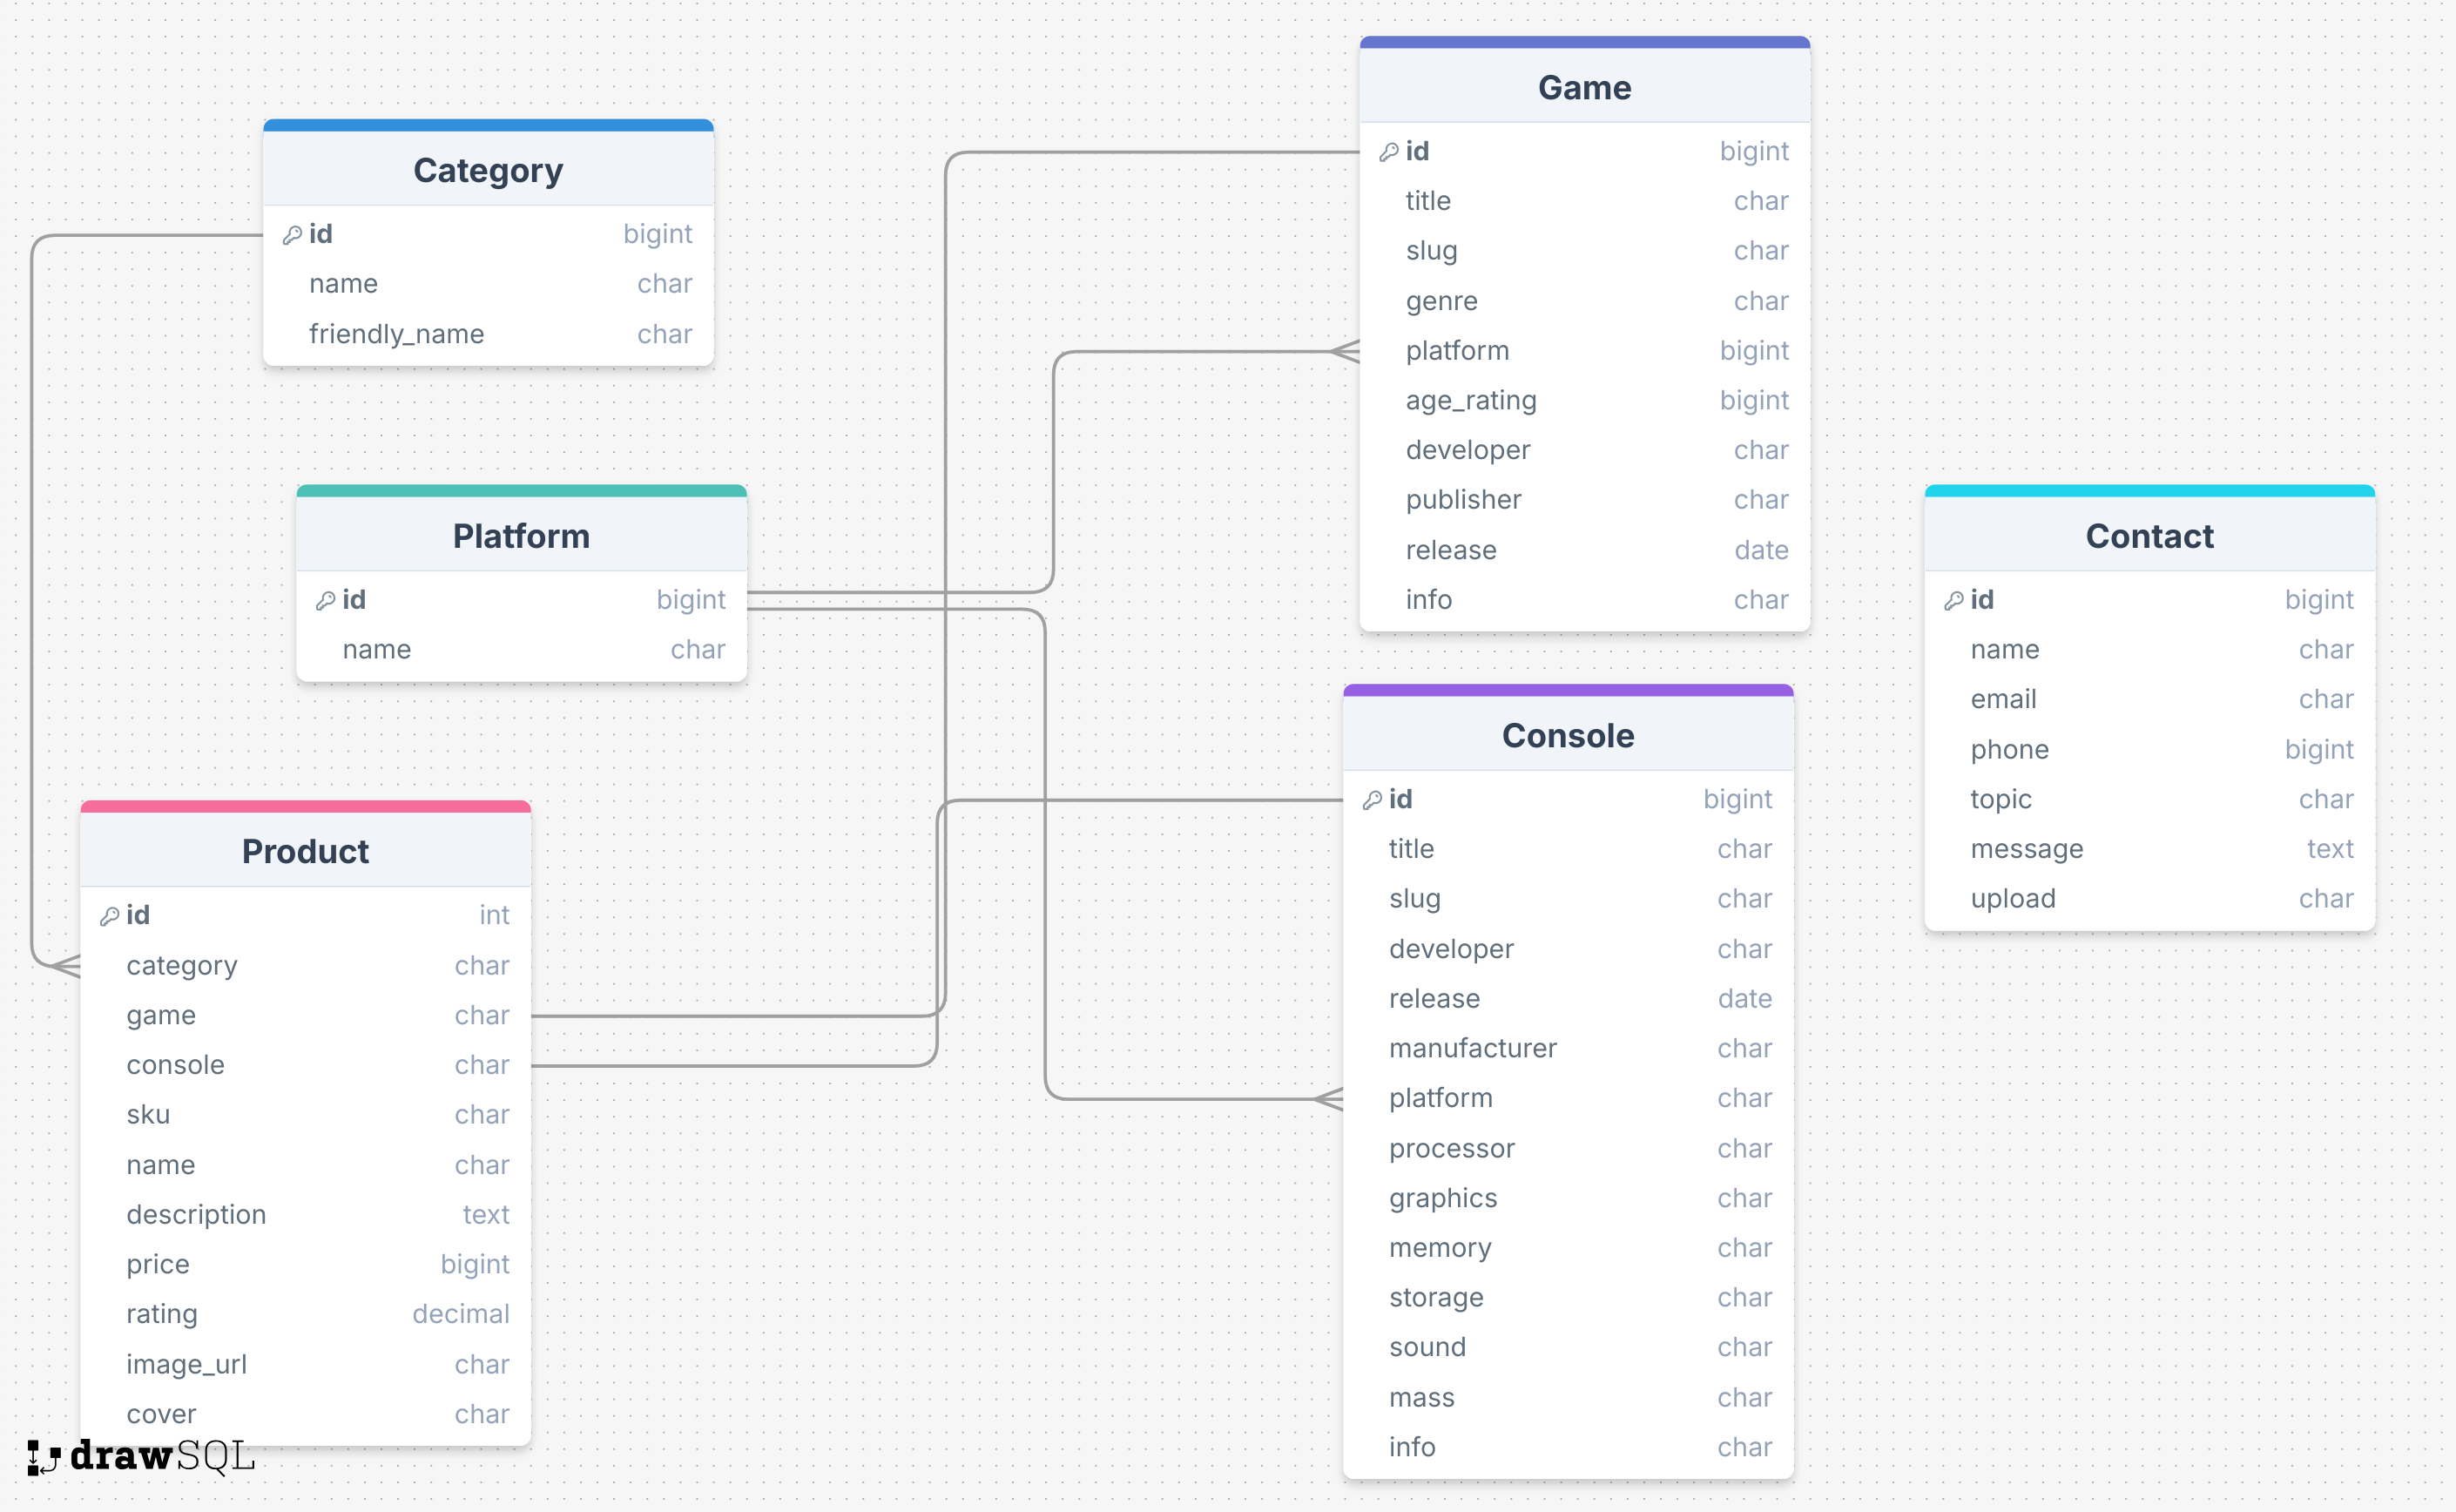 Category
id bigint
name char
friendly_name char
Platform
id bigint
name char
Product
id int
category char
game char
console char
sku char
name char
description text
price bigint
rating decimal
image_url char
cover char
drawSQL
Game
id bigint
title char
slug char
genre char
platform bigint
age_rating bigint
developer char
publisher char
release date
info char
Console
id bigint
title char
slug char
developer char
release date
manufacturer char
platform char
processor char
graphics char
memory char
storage char
sound char
mass char
info char
Contact
id bigint
name char
email char
phone bigint
topic char
message text
upload char